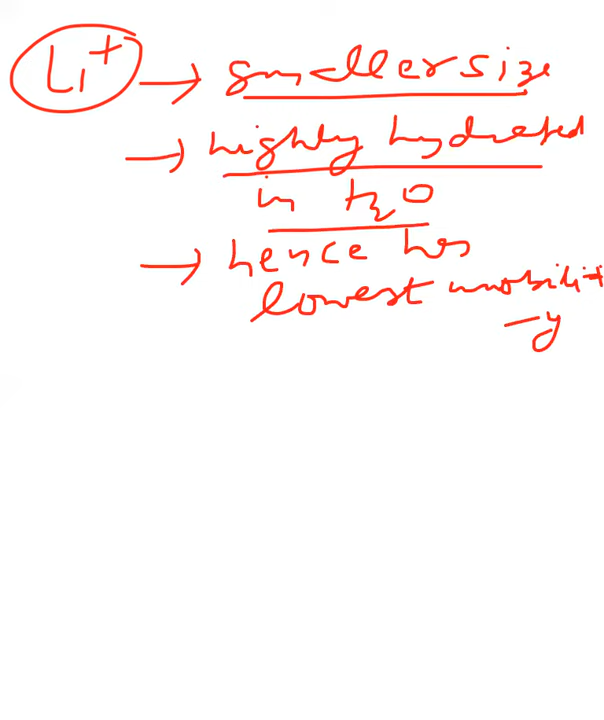 Li+ → smaller size
→ highly hydrated
in H2O
→ hence has
lowest mobilit
-y